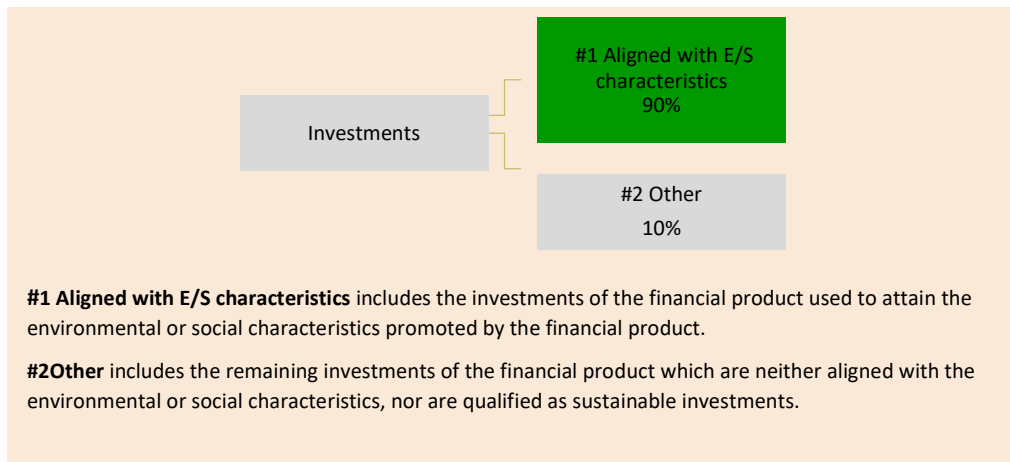 #1 Aligned with E/S
characteristics
90%
Investments
#2 Other
10%
#1 Aligned with E/S characteristics includes the investments of the financial product used to attain the
environmental or social characteristics promoted by the financial product.
#2Other includes the remaining investments of the financial product which are neither aligned with the
environmental or social characteristics, nor are qualified as sustainable investments.